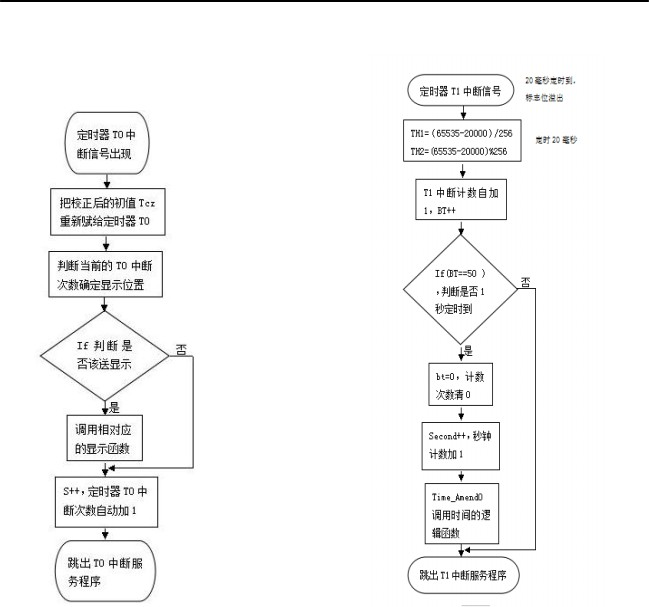 定时器 T0 中
断信号出现
把校正后的初值 Tcz
重新赋给定时器 T0
判断当前的 T0 中断
次数确定显示位置
If 判断是
否该送显示
否
是
调用相对应
的显示函数
S++，定时器 T0 中
断次数自动加 1
跳出 T0 中断服
务程序
定时器 T1 中断信号
20 毫秒定时到，
标志位溢出
TH1=(65535-20000)/256
TH2=(65535-20000)%256
定时 20 毫秒
T1 中断计数自加
1，BT++
If(BT==50 )
，判断是否 1
秒定时到
否
是
bt=0，计数
次数清 0
Second++，秒钟
计数加 1
Time_Amend0
调用时间的逻
辑函数
跳出 T1 中断服务程序